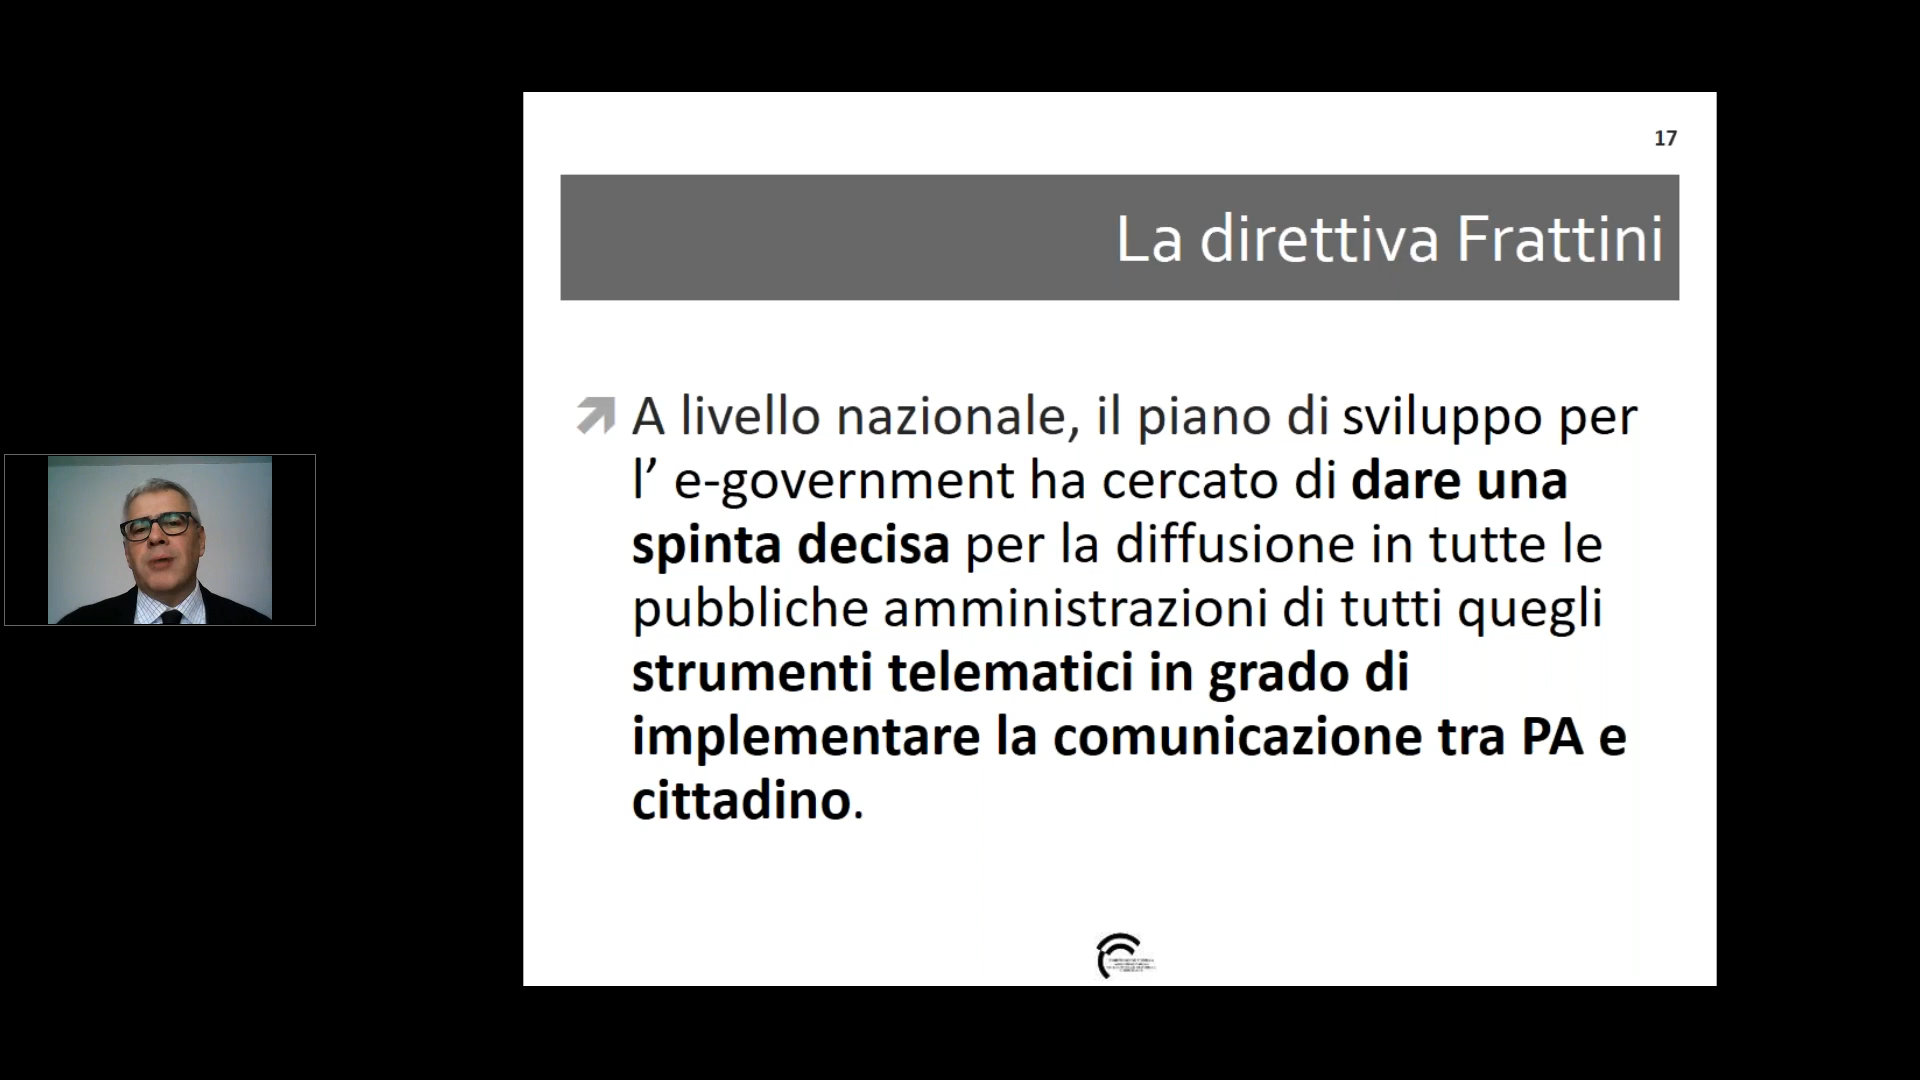 17
La direttiva Frattini
A livello nazionale, il piano di sviluppo per
l’ e-government ha cercato di dare una
spinta decisa per la diffusione in tutte le
pubbliche amministrazioni di tutti quegli
strumenti telematici in grado di
implementare la comunicazione tra PA e
cittadino.